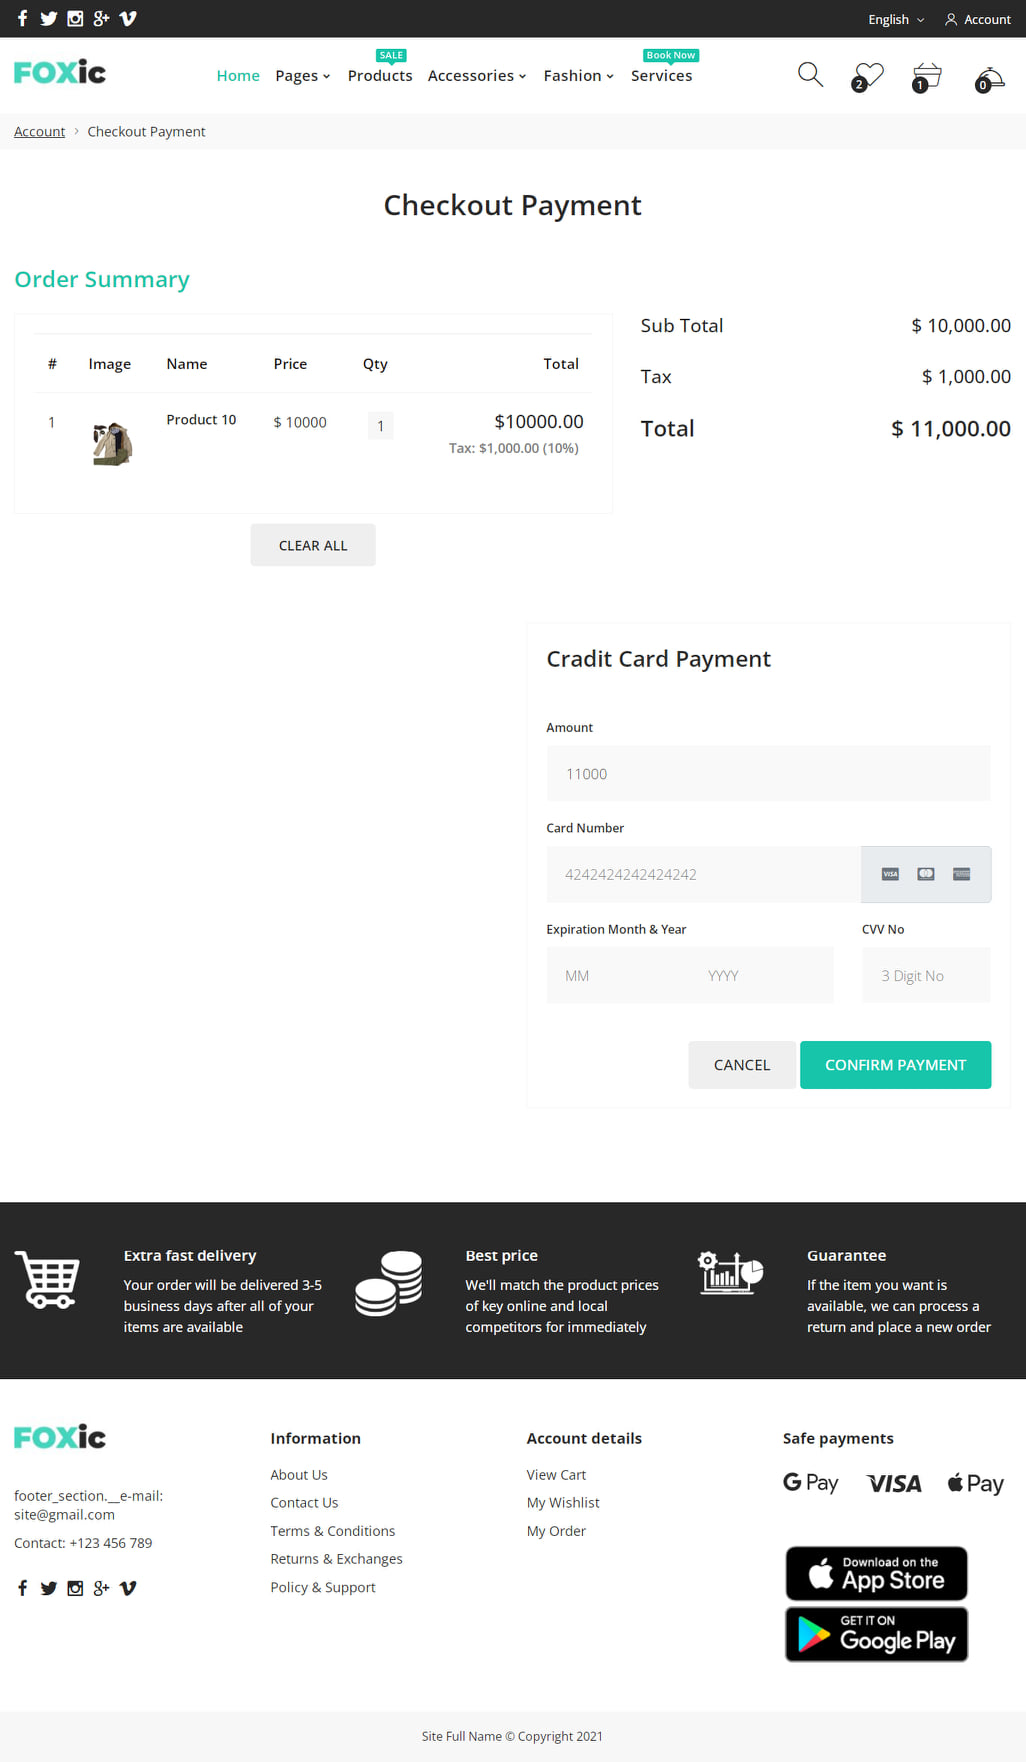 English
Account
FOXic
Home
Pages
SALE
Products
Accessories
Fashion
Book Now
Services
2
1
0
Account > Checkout Payment
Checkout Payment
Order Summary
# Image Name Price Qty Total
1 Product 10 $ 10000 1 $10000.00
Tax: $1,000.00 (10%)
CLEAR ALL
Sub Total $ 10,000.00
Tax $ 1,000.00
Total $ 11,000.00
Cradit Card Payment
Amount
11000
Card Number
4242424242424242
VISA
Expiration Month & Year
MM YYYY
CVV No
3 Digit No
CANCEL
CONFIRM PAYMENT
Extra fast delivery
Your order will be delivered 3-5
business days after all of your
items are available
Best price
We'll match the product prices
of key online and local
competitors for immediately
Guarantee
If the item you want is
available, we can process a
return and place a new order
FOXic
footer_section.__e-mail:
site@gmail.com
Contact: +123 456 789
Information
About Us
Contact Us
Terms & Conditions
Returns & Exchanges
Policy & Support
Account details
View Cart
My Wishlist
My Order
Safe payments
G Pay VISA Pay
Download on the
App Store
GET IT ON
Google Play
Site Full Name © Copyright 2021